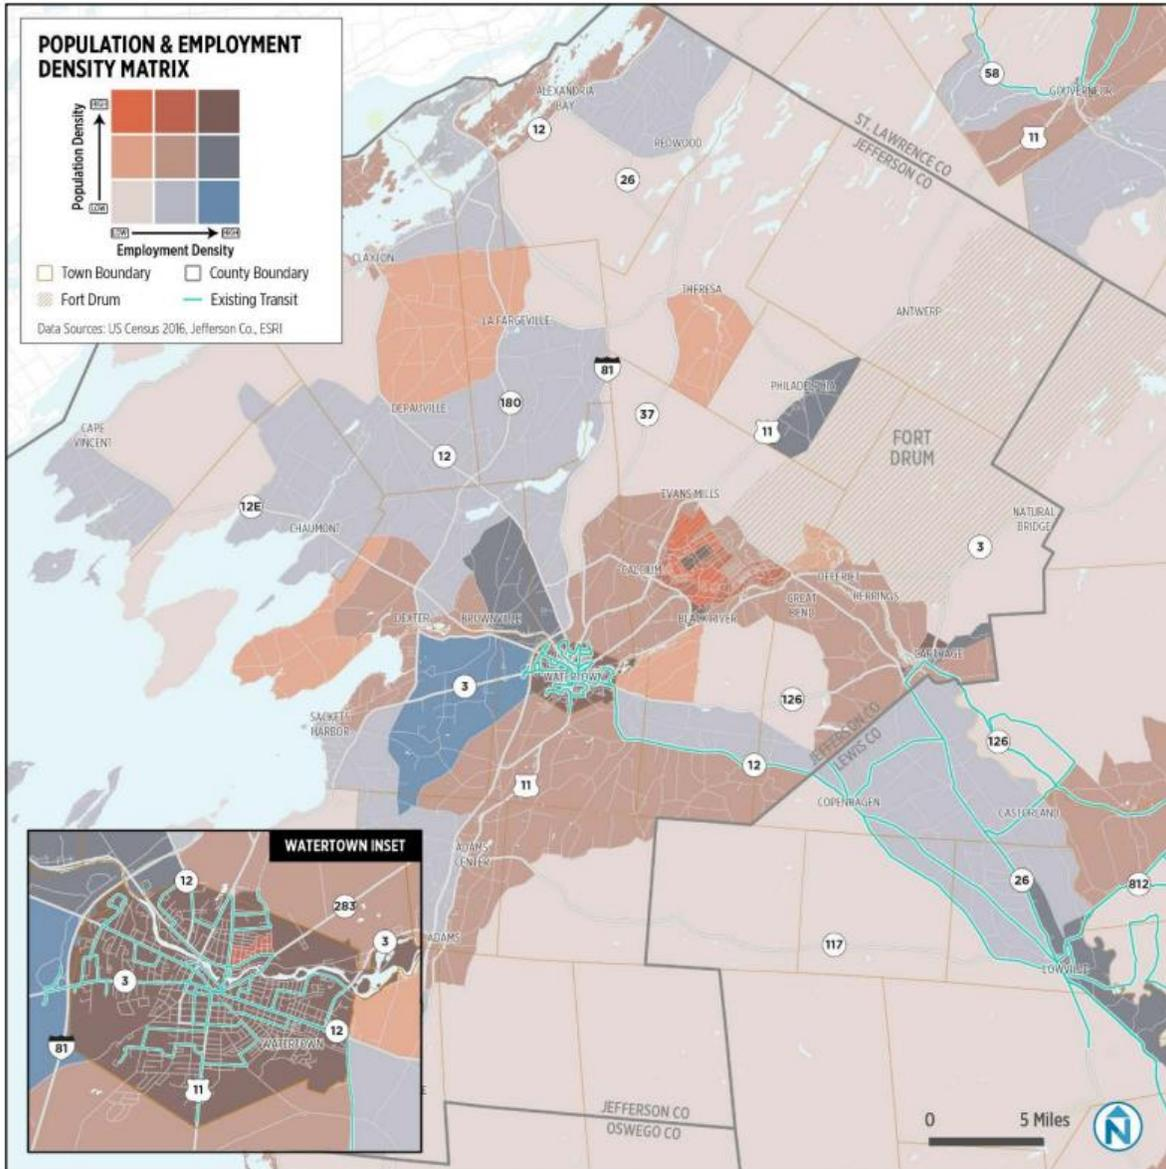 POPULATION & EMPLOYMENT
DENSITY MATRIX
HIGH
Population Density
LOW
LOW
HIGH
Employment Density
Town Boundary
County Boundary
Fort Drum
Existing Transit
Data Sources: US Census 2016, Jefferson Co., ESRI
58
GOUVERNEUR
ALEXANDRIA
BAY
12
11
REDWOOD
ST. LAWRENCE CO
JEFFERSON CO
26
CLAYTON
THERESA
ANTWERP
LA FARGEVILLE
81
PHILADELPHIA
180
DEPAUVILLE
37
11
CAPE
VINCENT
FORT
DRUM
12
EVANS MILLS
12E
NATURAL
BRIDGE
CHAUMONT
3
CALCIUM
DEFERIET
HERRINGS
GREAT
BEND
DEXTER
BROWNVILLE
BLACK RIVER
CARTHAGE
WATERTOWN
3
126
SACKETS
HARBOR
JEFFERSON CO
LEWIS CO
126
12
11
COPENHAGEN
CASTORLAND
ADAMS
CENTER
26
812
ADAMS
117
LOWVILLE
WATERTOWN INSET
12
283
3
3
12
WATERTOWN
81
11
E
JEFFERSON CO
OSWEGO CO
0
5 Miles
N